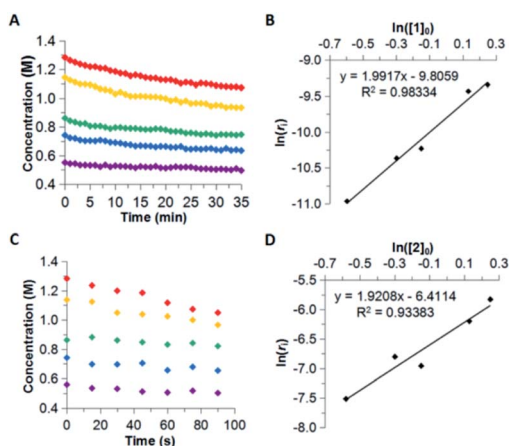 A
Concentration (M)
1.4
1.2
1.0
0.8
0.6
0.4
0 5 10 15 20 25 30 35
Time (min)
B
ln([1]₀)
-0.7 -0.5 -0.3 -0.1 0.1 0.3
-9.0
-9.5
-10.0
-10.5
-11.0
ln(rᵢ)
y = 1.9917x - 9.8059
R² = 0.98334
C
Concentration (M)
1.4
1.2
1.0
0.8
0.6
0.4
0 20 40 60 80 100
Time (s)
D
ln([2]₀)
-0.7 -0.5 -0.3 -0.1 0.1 0.3
-5.5
-6.0
-6.5
-7.0
-7.5
-8.0
ln(rᵢ)
y = 1.9208x - 6.4114
R² = 0.93383